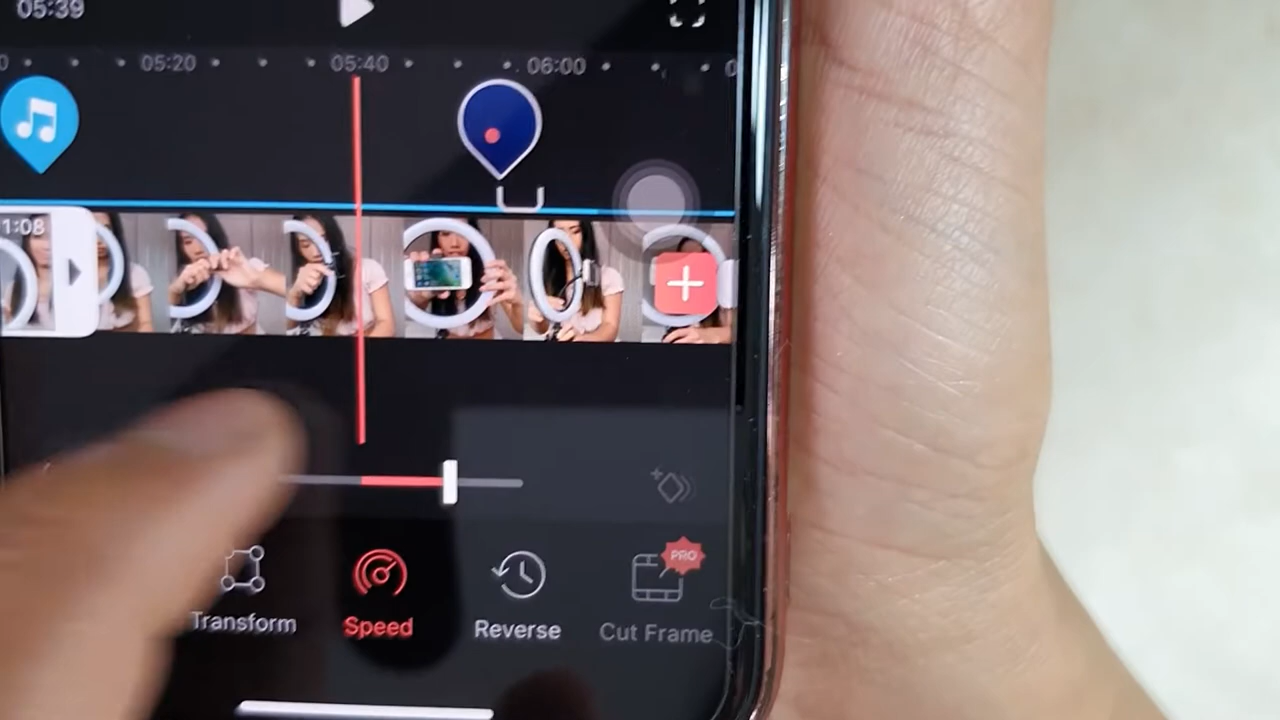 05:39
05:20
05:40
06:00
1:08
PRO
Transform
Speed
Reverse
Cut Frame